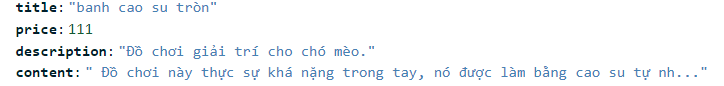 title: "banh cao su tròn"
price: 111
description: "Đồ chơi giải trí cho chó mèo."
content: " Đồ chơi này thực sự khá nặng trong tay, nó được làm bằng cao su tự nh..."